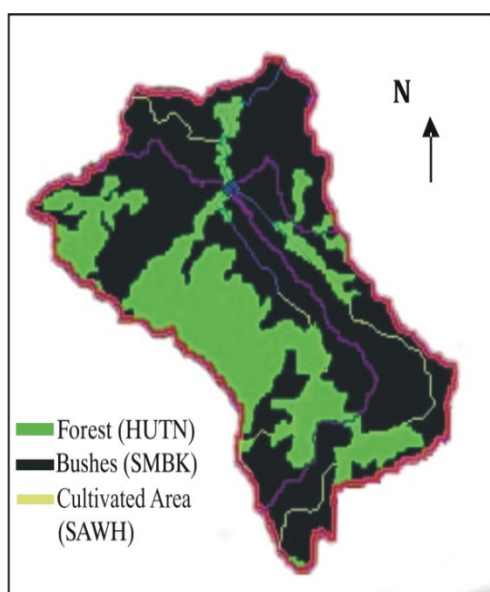 N
Forest (HUTN)
Bushes (SMBK)
Cultivated Area
(SAWH)